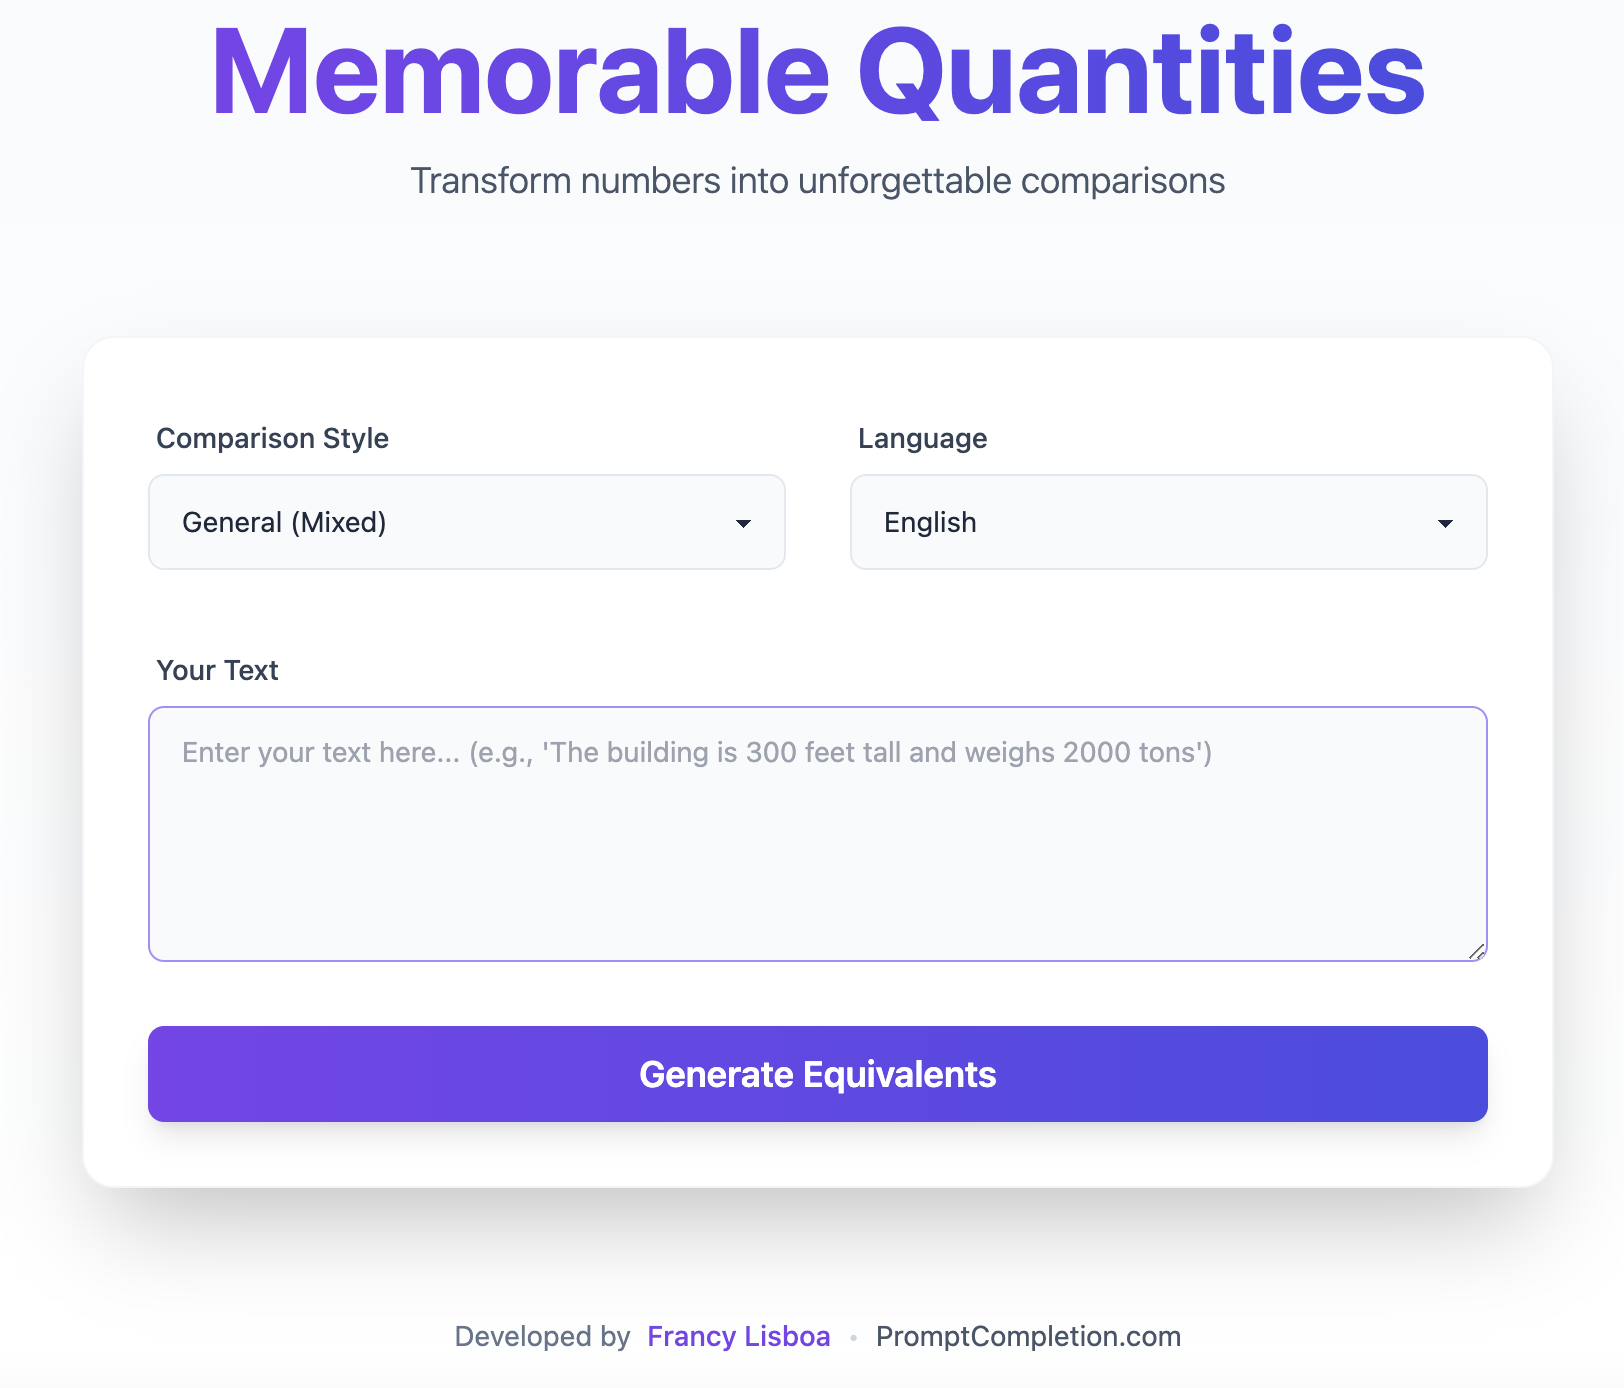 Memorable Quantities
Transform numbers into unforgettable comparisons
Comparison Style
Language
General (Mixed)
English
Your Text
Enter your text here... (e.g., 'The building is 300 feet tall and weighs 2000 tons')
Generate Equivalents
Developed by Francy Lisboa • PromptCompletion.com